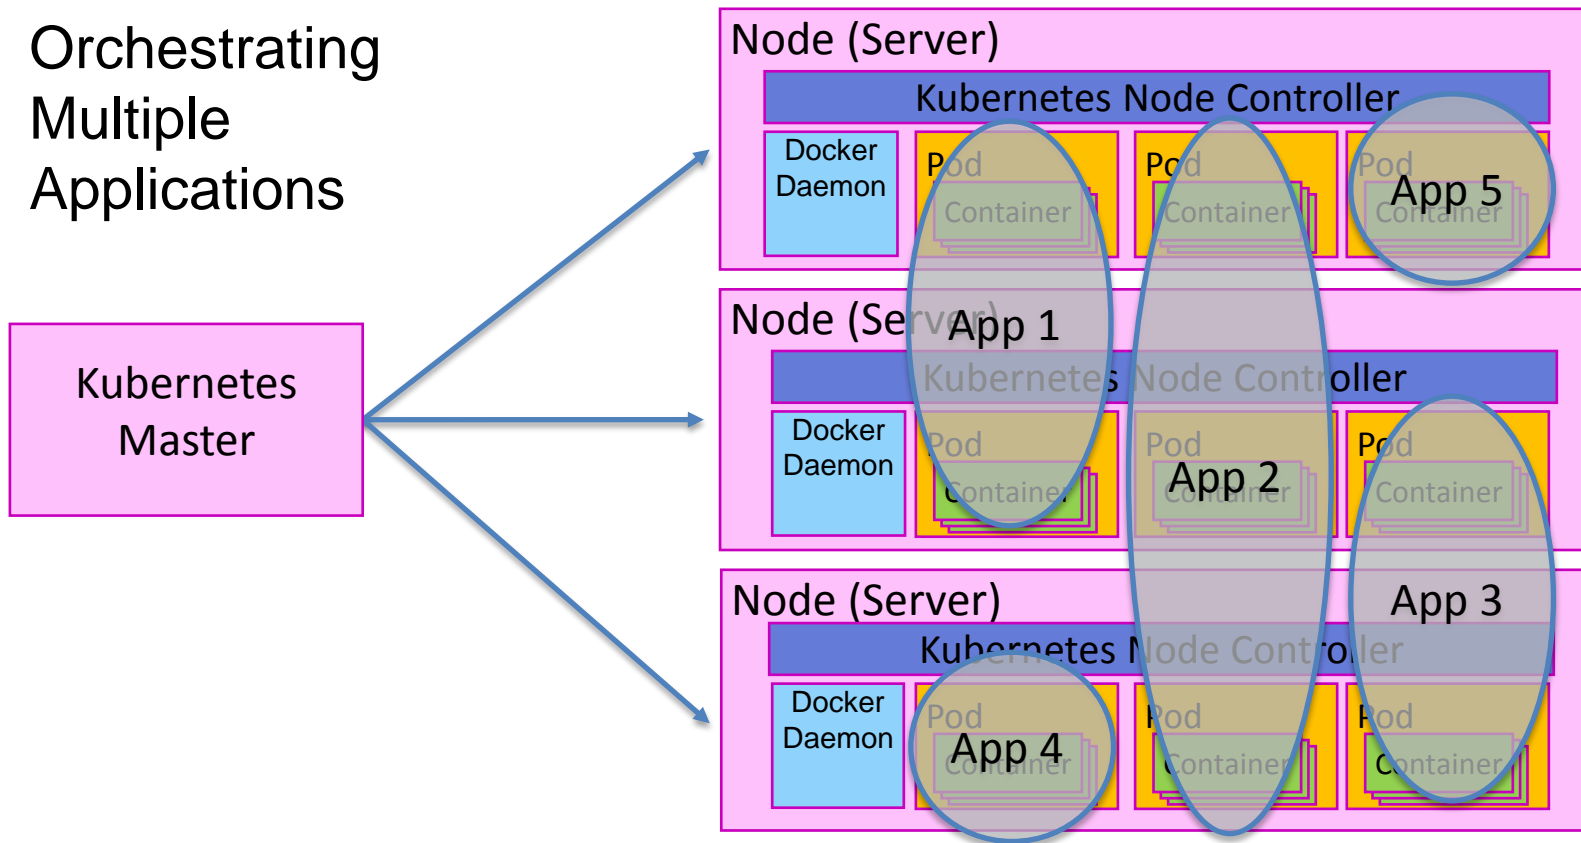 Orchestrating
Multiple
Applications
Kubernetes
Master
Node (Server)
Kubernetes Node Controller
Docker
Daemon
Pod
Container
Pod
Container
Pod
Container
App 5
Node (Server)
App 1
Kubernetes Node Controller
Docker
Daemon
Pod
Container
Pod
Container
App 2
Pod
Container
Node (Server)
App 3
Kubernetes Node Controller
Docker
Daemon
Pod
Container
App 4
Pod
Container
Pod
Container